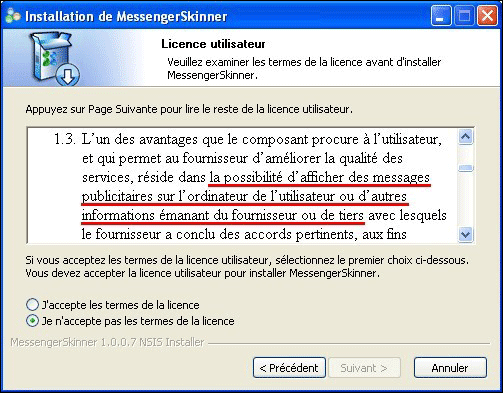 Installation de MessengerSkinner
Licence utilisateur
Veuillez examiner les termes de la licence avant d'installer
MessengerSkinner.
Appuyez sur Page Suivante pour lire le reste de la licence utilisateur.
1.3. L’un des avantages que le composant procure à l’utilisateur,
et qui permet au fournisseur d’améliorer la qualité des
services, réside dans la possibilité d’afficher des messages
publicitaires sur l’ordinateur de l’utilisateur ou d’autres
informations émanant du fournisseur ou de tiers avec lesquels
le fournisseur a conclu des accords pertinents, aux fins
Si vous acceptez les termes de la licence utilisateur, sélectionnez le premier choix ci-dessous.
Vous devez accepter la licence utilisateur pour installer MessengerSkinner.
J'accepte les termes de la licence
Je n'accepte pas les termes de la licence
MessengerSkinner 1.0.0.7 NSIS Installer
< Précédent Suivant > Annuler